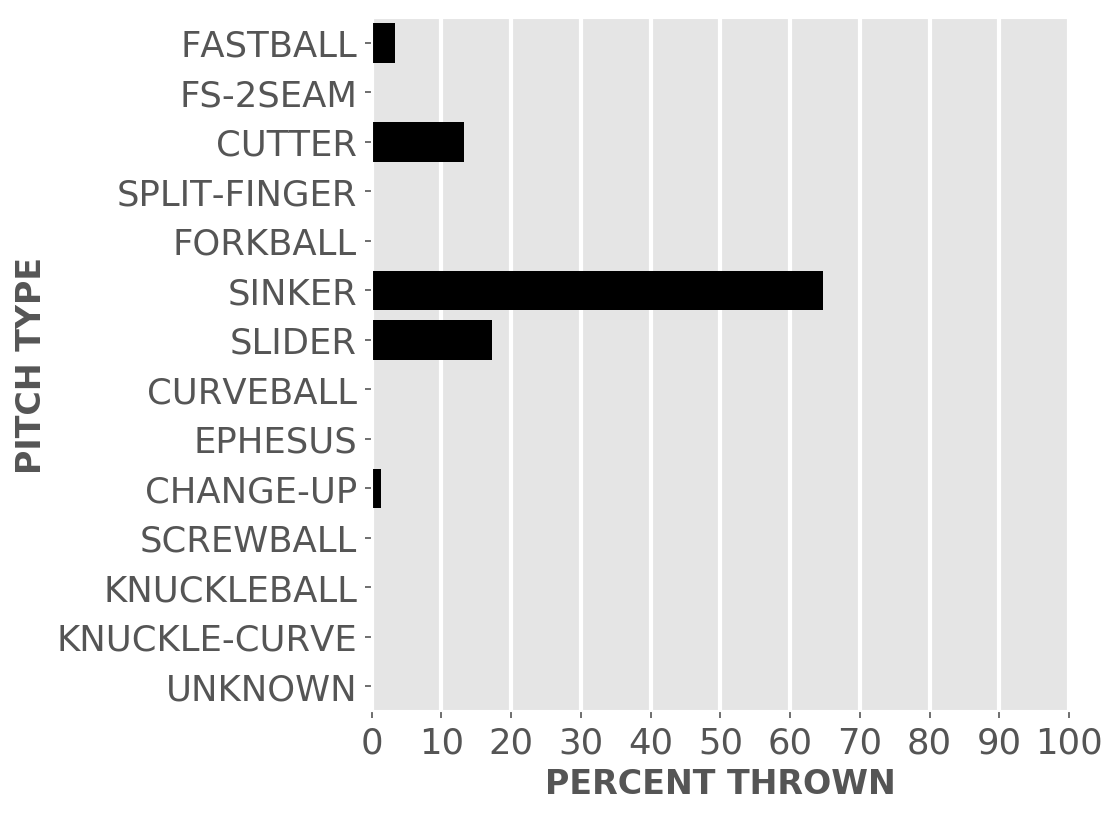 FASTBALL
FS-2SEAM
CUTTER
SPLIT-FINGER
FORKBALL
SINKER
SLIDER
CURVEBALL
EPHESUS
CHANGE-UP
SCREWBALL
KNUCKLEBALL
KNUCKLE-CURVE
UNKNOWN
PITCH TYPE
0 10 20 30 40 50 60 70 80 90 100
PERCENT THROWN